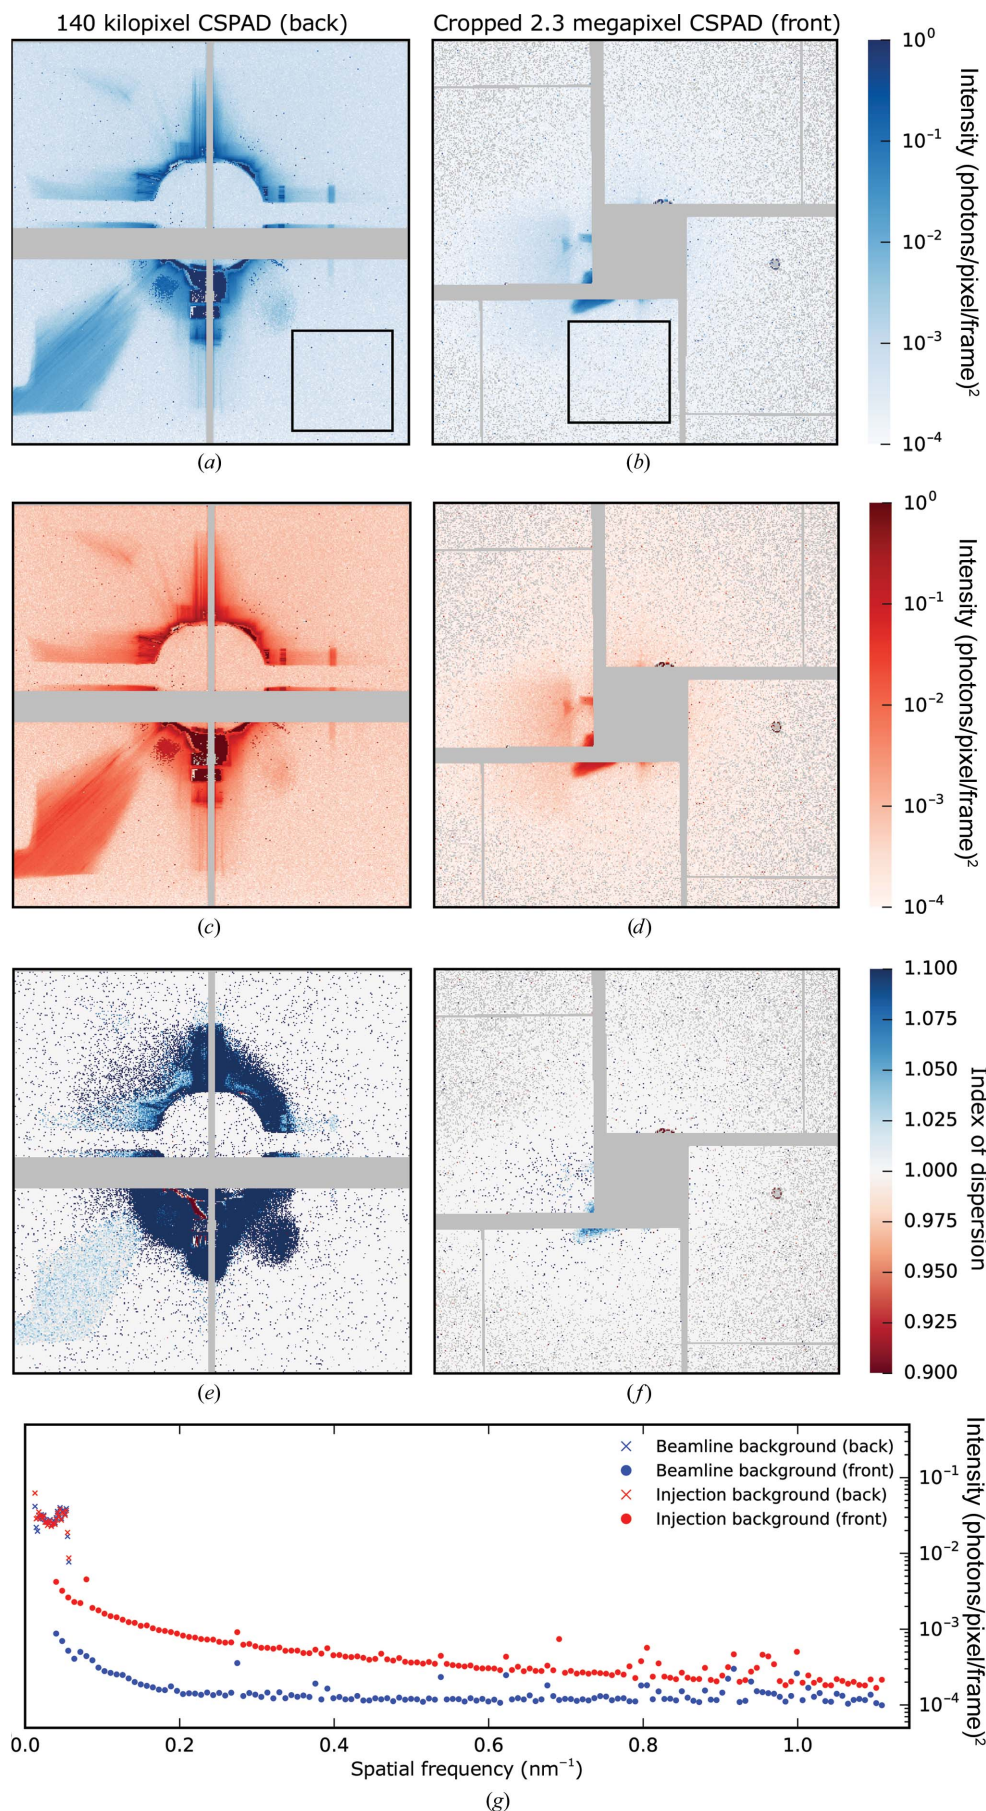 140 kilopixel CSPAD (back)
Cropped 2.3 megapixel CSPAD (front)
10⁰
10⁻¹
10⁻²
10⁻³
10⁻⁴
Intensity (photons/pixel/frame)²
(a)
(b)
10⁰
10⁻¹
10⁻²
10⁻³
10⁻⁴
Intensity (photons/pixel/frame)²
(c)
(d)
1.100
1.075
1.050
1.025
1.000
0.975
0.950
0.925
0.900
Index of dispersion
(e)
(f)
Beamline background (back)
Beamline background (front)
Injection background (back)
Injection background (front)
10⁻¹
10⁻²
10⁻³
10⁻⁴
Intensity (photons/pixel/frame)²
0.0 0.2 0.4 0.6 0.8 1.0
Spatial frequency (nm⁻¹)
(g)